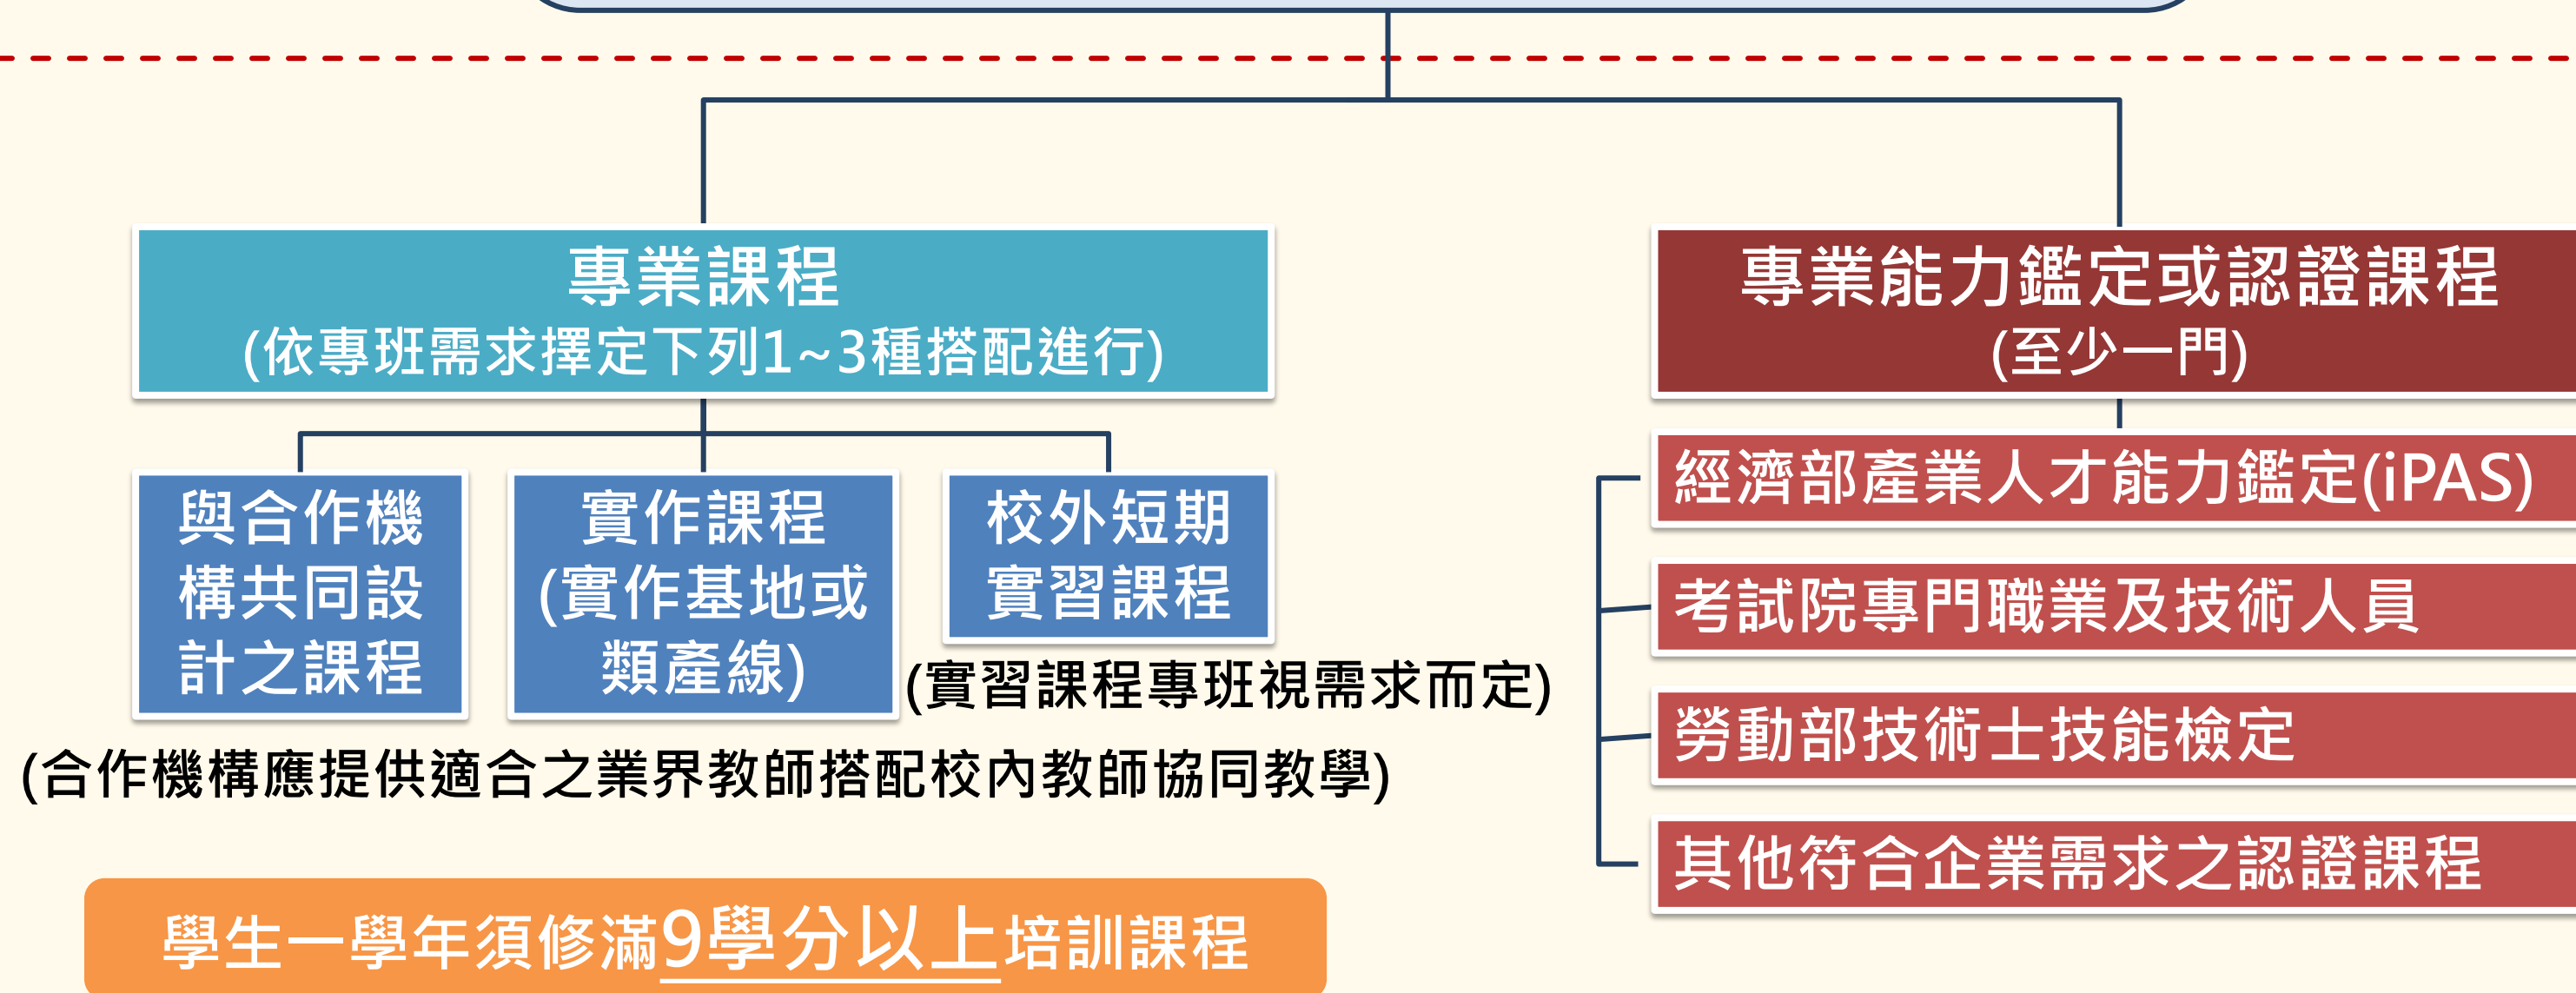 專業課程
(依專班需求擇定下列1~3種搭配進行)
與合作機
構共同設
計之課程
實作課程
(實作基地或
類產線)
校外短期
實習課程
(實習課程專班視需求而定)
(合作機構應提供適合之業界教師搭配校內教師協同教學)
學生一學年須修滿9學分以上培訓課程
專業能力鑑定或認證課程
(至少一門)
經濟部產業人才能力鑑定(iPAS)
考試院專門職業及技術人員
勞動部技術士技能檢定
其他符合企業需求之認證課程